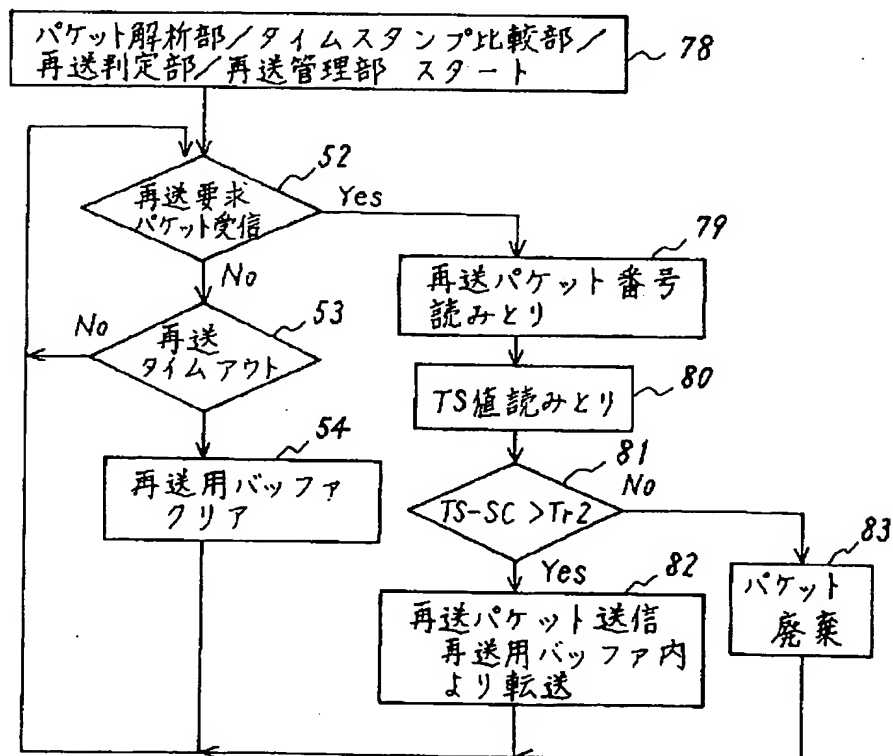 パケット解析部/タイムスタンプ比較部/
再送判定部/再送管理部 スタート
78
再送要求
パケット受信
52
Yes
No
再送
タイムアウト
53
No
再送用バッファ
クリア
54
再送パケット番号
読みとり
79
TS値読みとり
80
TS-SC>Tr2
81
No
Yes
再送パケット送信
再送用バッファ内
より転送
82
パケット
廃棄
83